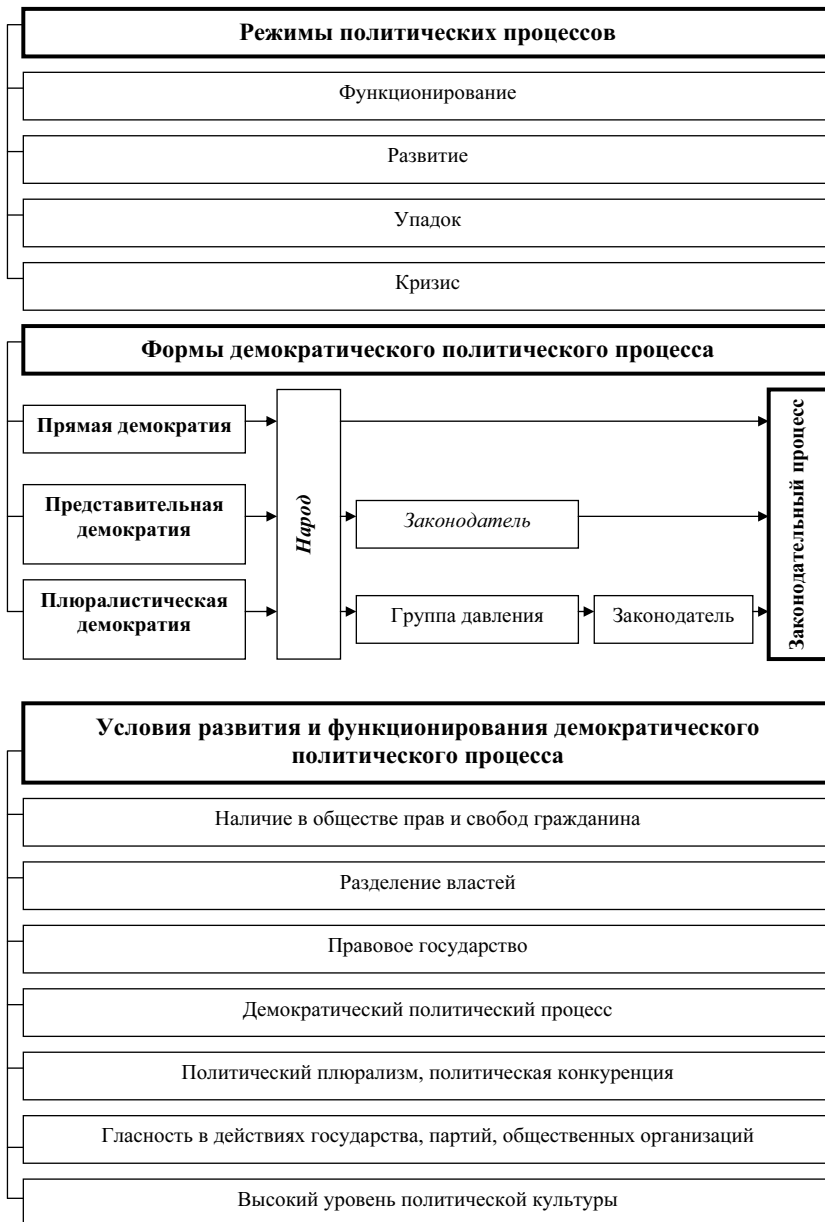 Режимы политических процессов
Функционирование
Развитие
Упадок
Кризис
Формы демократического политического процесса
Прямая демократия
Представительная
демократия
Плюралистическая
демократия
Народ
Законодатель
Группа давления
Законодатель
Законодательный процесс
Условия развития и функционирования демократического
политического процесса
Наличие в обществе прав и свобод гражданина
Разделение властей
Правовое государство
Демократический политический процесс
Политический плюрализм, политическая конкуренция
Гласность в действиях государства, партий, общественных организаций
Высокий уровень политической культуры